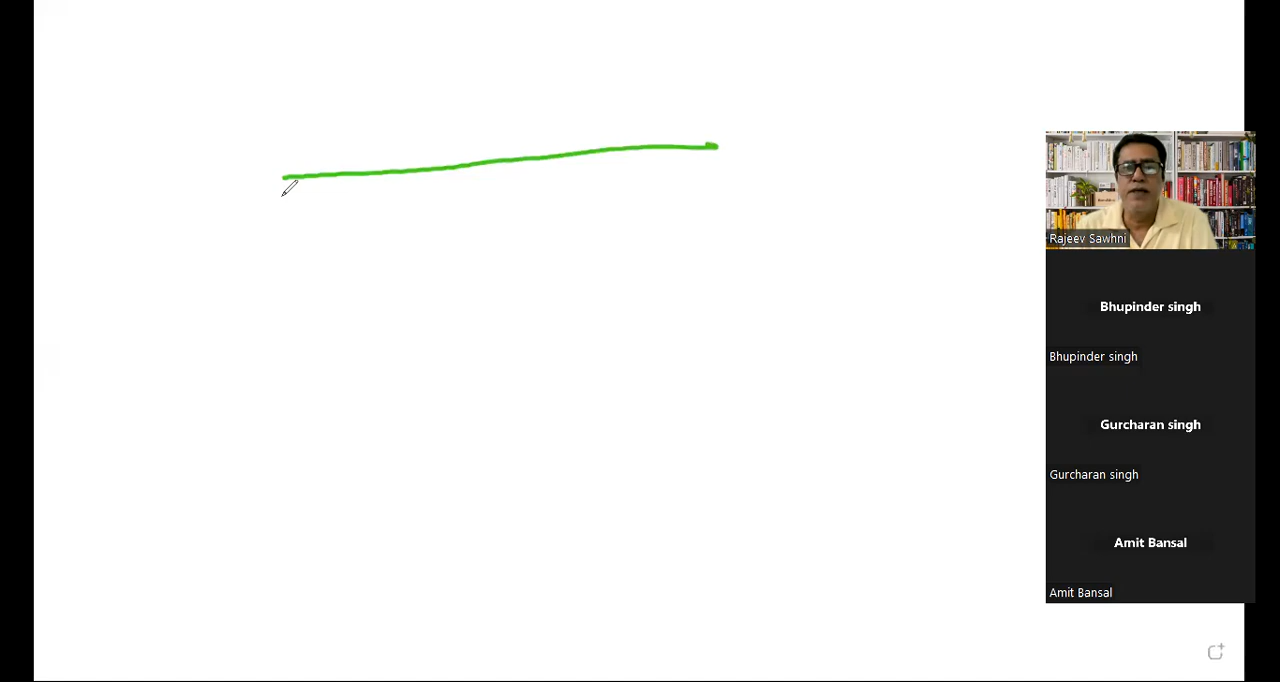 Rajeev Sawhni
Bhupinder singh
Bhupinder singh
Gurcharan singh
Gurcharan singh
Amit Bansal
Amit Bansal